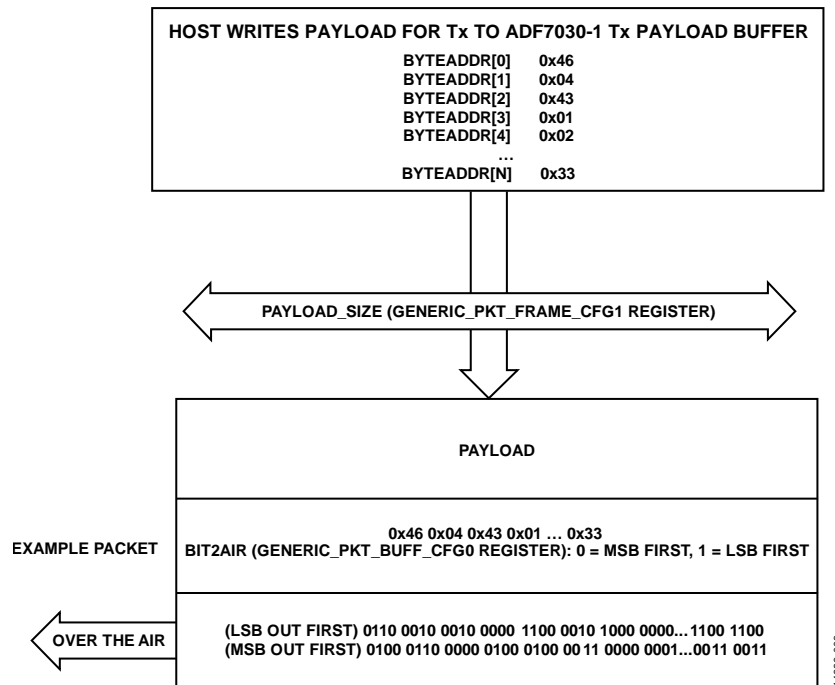 HOST WRITES PAYLOAD FOR Tx TO ADF7030-1 Tx PAYLOAD BUFFER
BYTEADDR[0] 0x46
BYTEADDR[1] 0x04
BYTEADDR[2] 0x43
BYTEADDR[3] 0x01
BYTEADDR[4] 0x02
...
BYTEADDR[N] 0x33
PAYLOAD_SIZE (GENERIC_PKT_FRAME_CFG1 REGISTER)
PAYLOAD
EXAMPLE PACKET
0x46 0x04 0x43 0x01 ... 0x33
BIT2AIR (GENERIC_PKT_BUFF_CFG0 REGISTER): 0 = MSB FIRST, 1 = LSB FIRST
OVER THE AIR
(LSB OUT FIRST) 0110 0010 0010 0000 1100 0010 1000 0000...1100 1100
(MSB OUT FIRST) 0100 0110 0000 0100 0100 0011 0000 0001...0011 0011